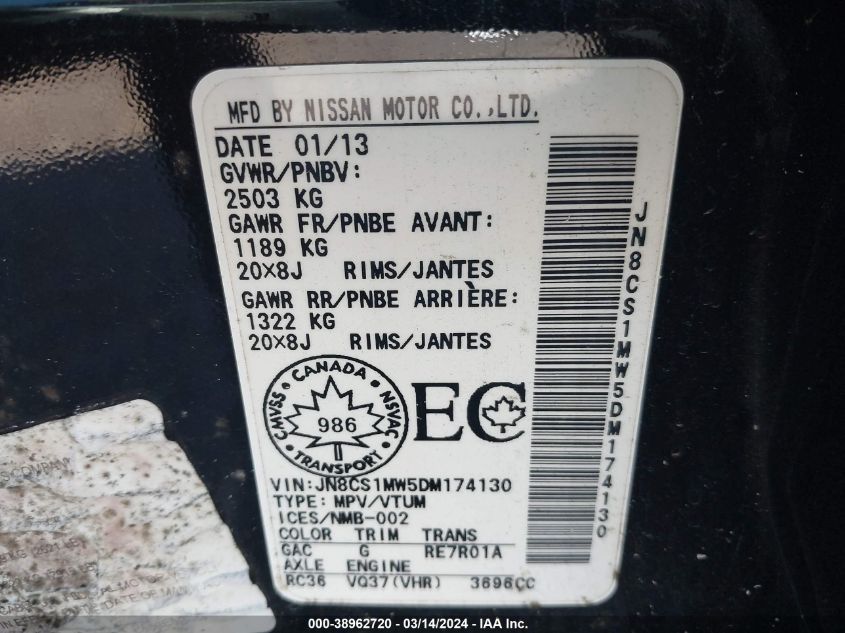 MFD BY NISSAN MOTOR CO.,LTD.
DATE 01/13
GVWR/PNBV:
2503 KG
GAWR FR/PNBE AVANT:
1189 KG
20×8J RIMS/JANTES
GAWR RR/PNBE ARRIÈRE:
1322 KG
20×8J RIMS/JANTES
CANADA
CMVSS 986 NSVAC
TRANSPORT
EC
VIN:JN8CS1MW5DM174130
TYPE: MPV/VTUM
ICES/NMB-002
COLOR TRIM TRANS
GAC G RE7R01A
AXLE ENGINE
RC36 VQ37(VHR) 3696CC
JN8CS1MW5DM174130
COMPANY
000-38962720 - 03/14/2024 - IAA Inc.